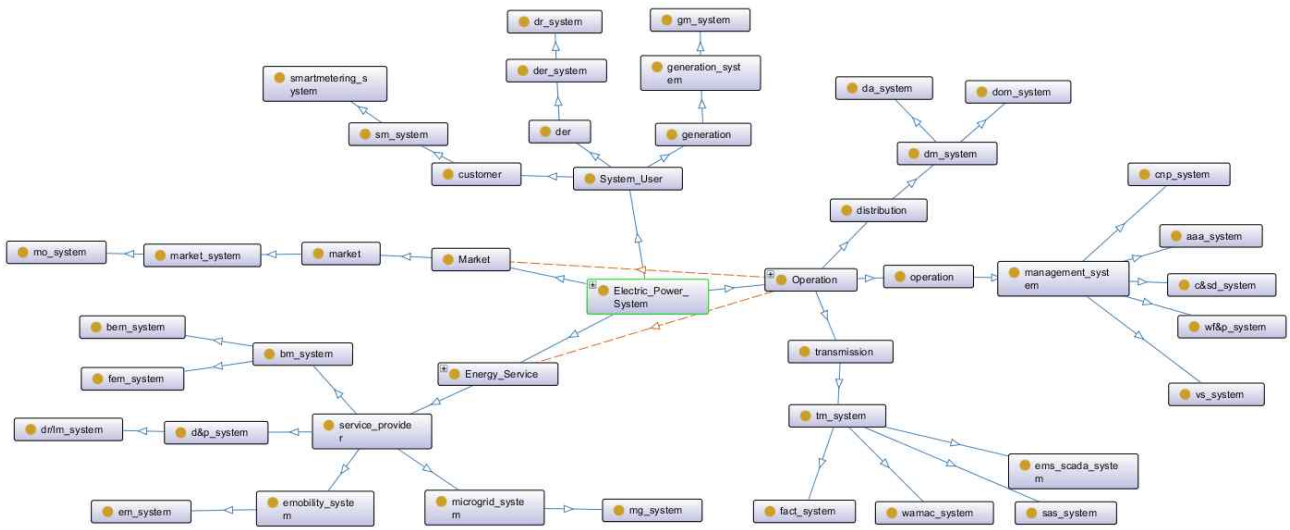 dr_system
gm_system
smartmetering_s
ystem
der_system
generation_syst
em
da_system
dom_system
sm_system
der
generation
dm_system
customer
System_User
cnp_system
distribution
aaa_system
mo_system
market_system
market
Market
Operation
operation
management_syst
em
c&sd_system
Electric_Power_
System
wf&p_system
bem_system
bm_system
fem_system
Energy_Service
transmission
vs_system
dr/lm_system
d&p_system
service_provide
r
tm_system
ems_scada_syste
m
em_system
emobility_syste
m
microgrid_syste
m
mg_system
fact_system
wamac_system
sas_system